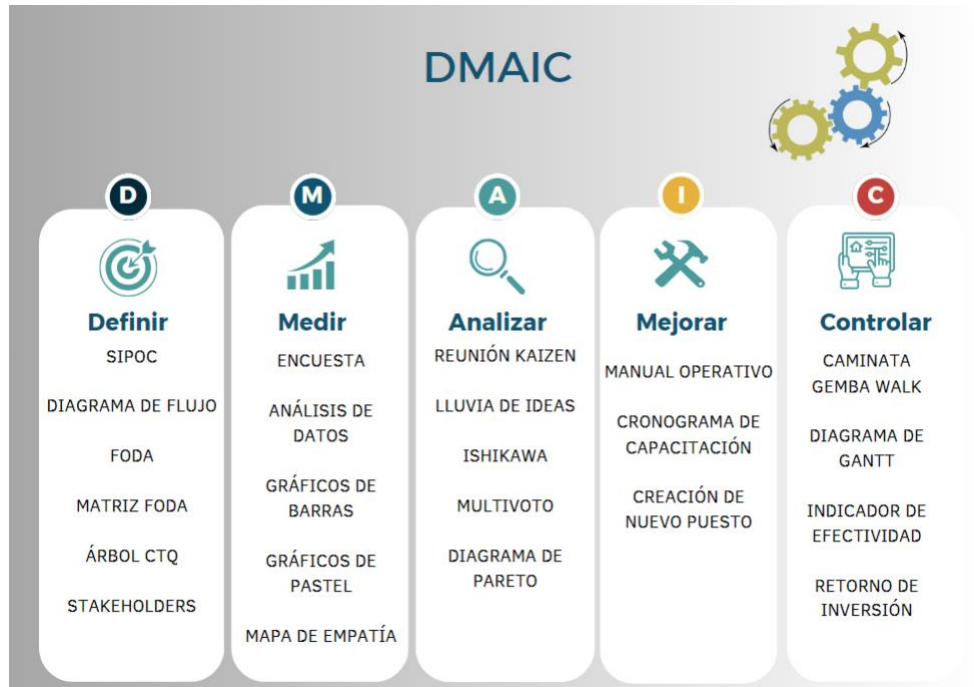 DMAIC
D
Definir
SIPOC
DIAGRAMA DE FLUJO
FODA
MATRIZ FODA
ÁRBOL CTQ
STAKEHOLDERS
M
Medir
ENCUESTA
ANÁLISIS DE
DATOS
GRÁFICOS DE
BARRAS
GRÁFICOS DE
PASTEL
MAPA DE EMPATÍA
A
Analizar
REUNIÓN KAIZEN
LLUVIA DE IDEAS
ISHIKAWA
MULTIVOTO
DIAGRAMA DE
PARETO
I
Mejorar
MANUAL OPERATIVO
CRONOGRAMA DE
CAPACITACIÓN
CREACIÓN DE
NUEVO PUESTO
C
Controlar
CAMINATA
GEMBA WALK
DIAGRAMA DE
GANTT
INDICADOR DE
EFECTIVIDAD
RETORNO DE
INVERSIÓN